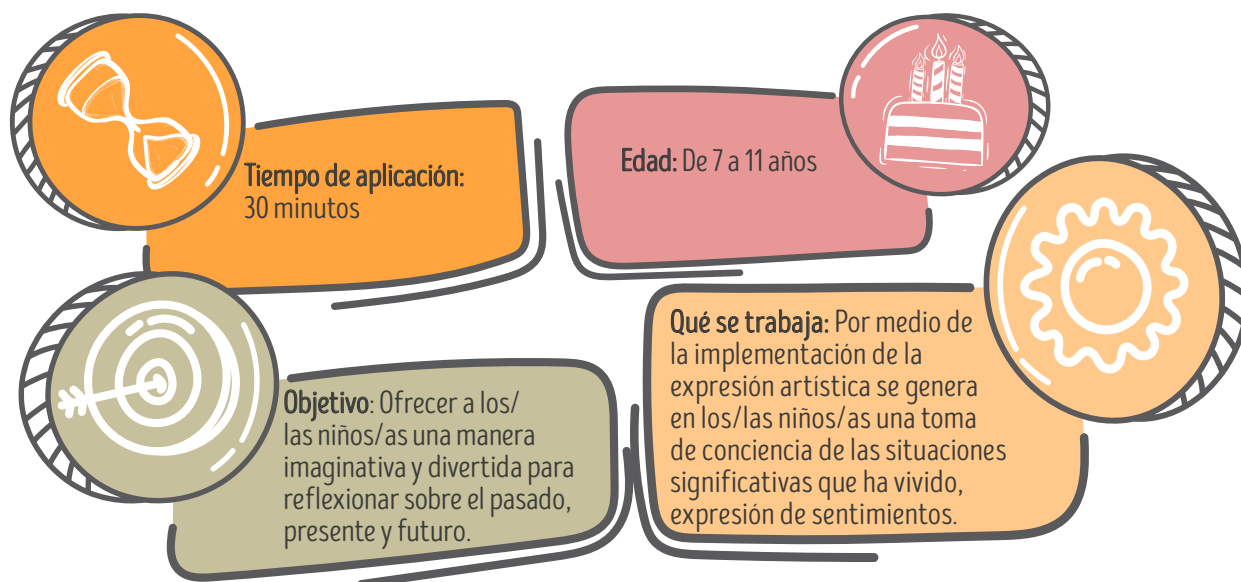 Tiempo de aplicación:
30 minutos
Edad: De 7 a 11 años
Objetivo: Ofrecer a los/
las niños/as una manera
imaginativa y divertida para
reflexionar sobre el pasado,
presente y futuro.
Qué se trabaja: Por medio de
la implementación de la
expresión artística se genera
en los/las niños/as una toma
de conciencia de las situaciones
significativas que ha vivido,
expresión de sentimientos.